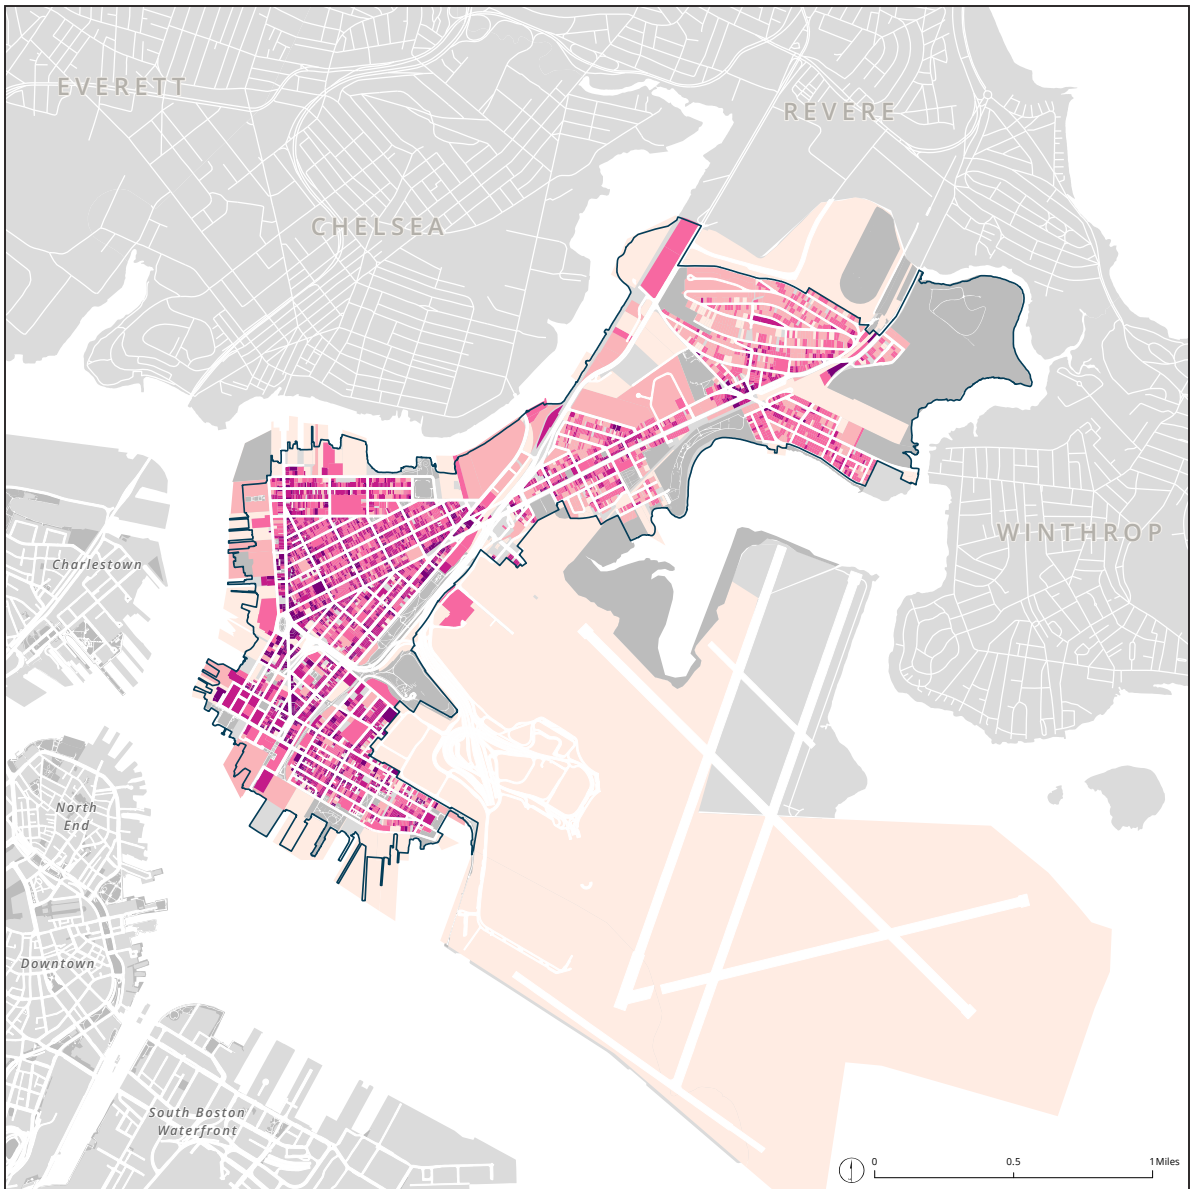 EVERETT
REVERE
CHELSEA
WINTHROP
Charlestown
North
End
Downtown
South Boston
Waterfront
0 0.5 1 Miles